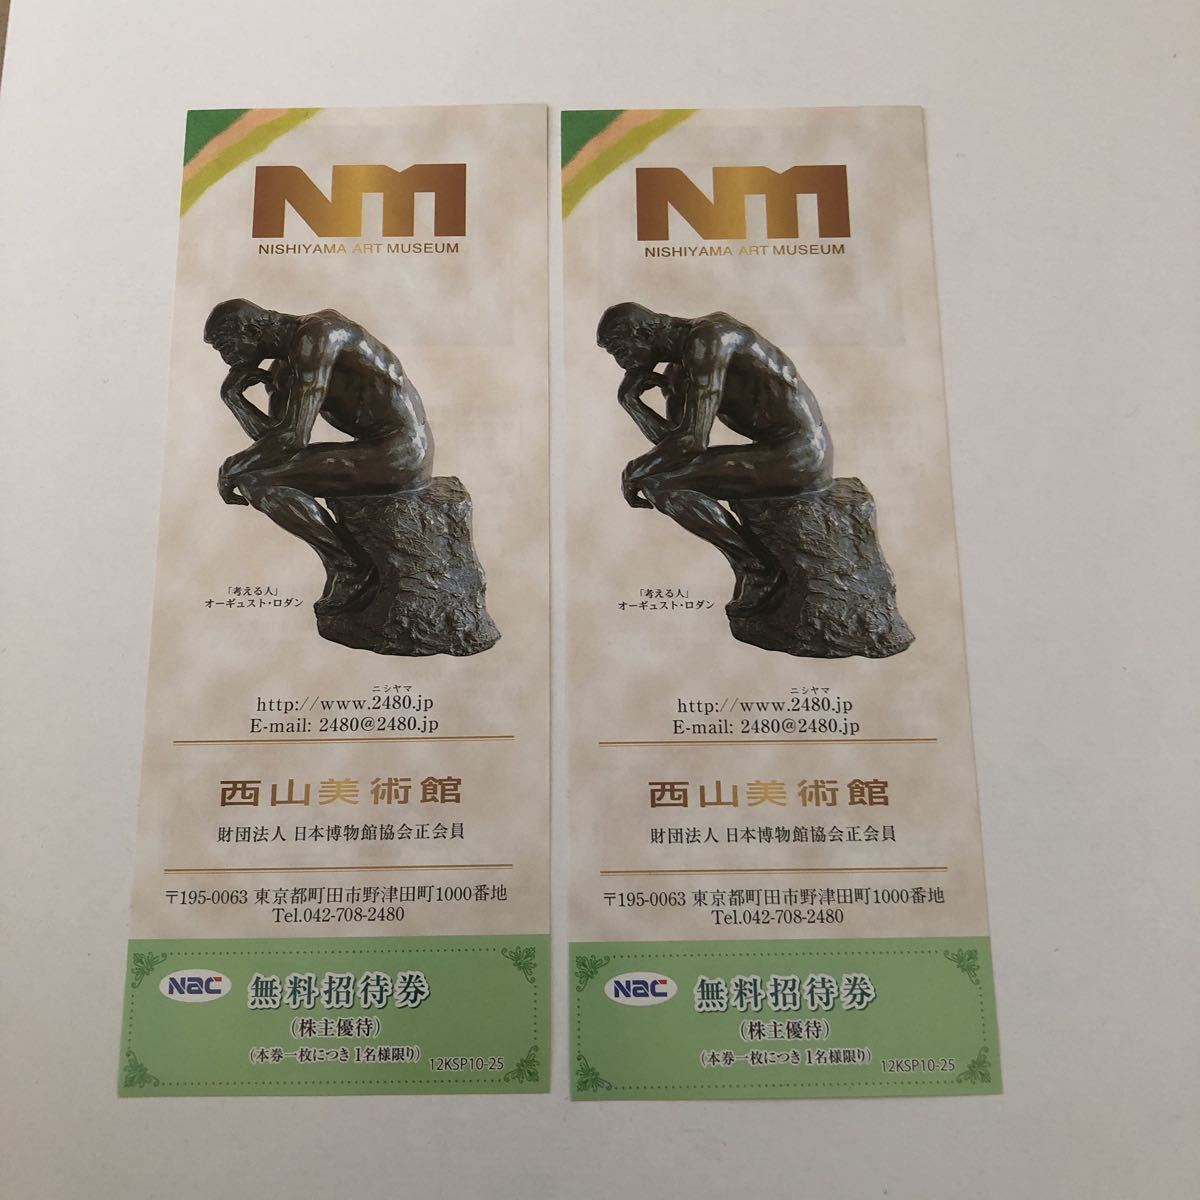 NM
NISHIYAMA ART MUSEUM
「考える人」
オーギュスト・ロダン
ニシヤマ
http://www.2480.jp
E-mail: 2480@2480.jp
西山美術館
財団法人 日本博物館協会正会員
〒195-0063 東京都町田市野津田町1000番地
Tel.042-708-2480
Nac 無料招待券
(株主優待)
(本券一枚につき1名様限り)
12KSP10-25
NM
NISHIYAMA ART MUSEUM
「考える人」
オーギュスト・ロダン
ニシヤマ
http://www.2480.jp
E-mail: 2480@2480.jp
西山美術館
財団法人 日本博物館協会正会員
〒195-0063 東京都町田市野津田町1000番地
Tel.042-708-2480
Nac 無料招待券
(株主優待)
(本券一枚につき1名様限り)
12KSP10-25